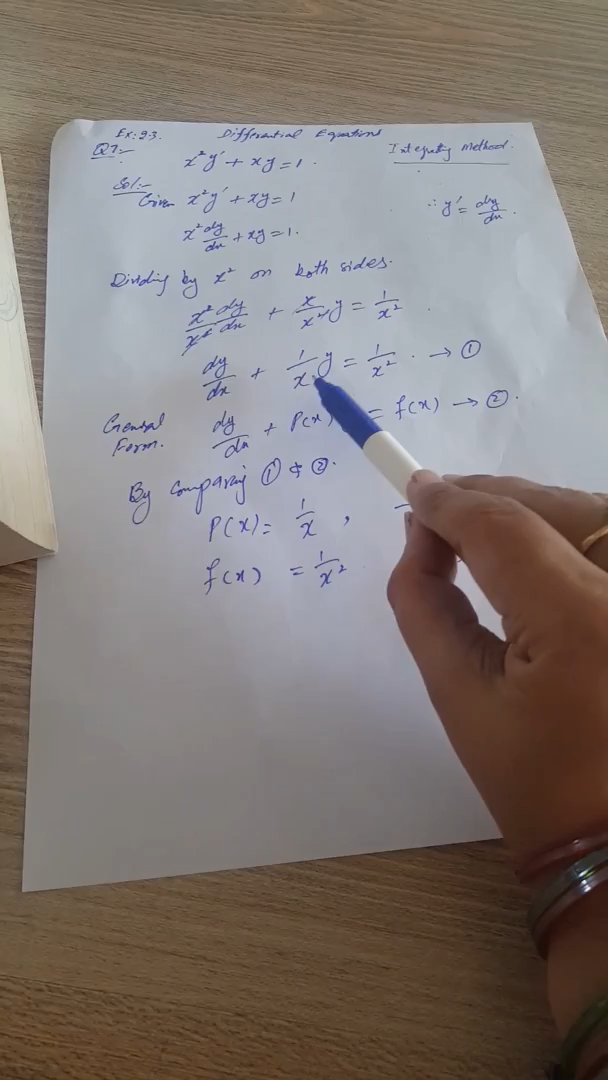 Ex: 9.3. Differential Equations
Q7:- x²y' + xy = 1. Integrating Method.
Sol:- Given x²y' + xy = 1 ∵ y' = dy/dx.
x² dy/dx + xy = 1.
Dividing by x² on both sides.
x²/x² dy/dx + x/x² y = 1/x².
dy/dx + 1/x y = 1/x². → ①
General Form. dy/dx + P(x) = f(x) → ②.
By Comparing ① & ②.
P(x) = 1/x,
f(x) = 1/x²